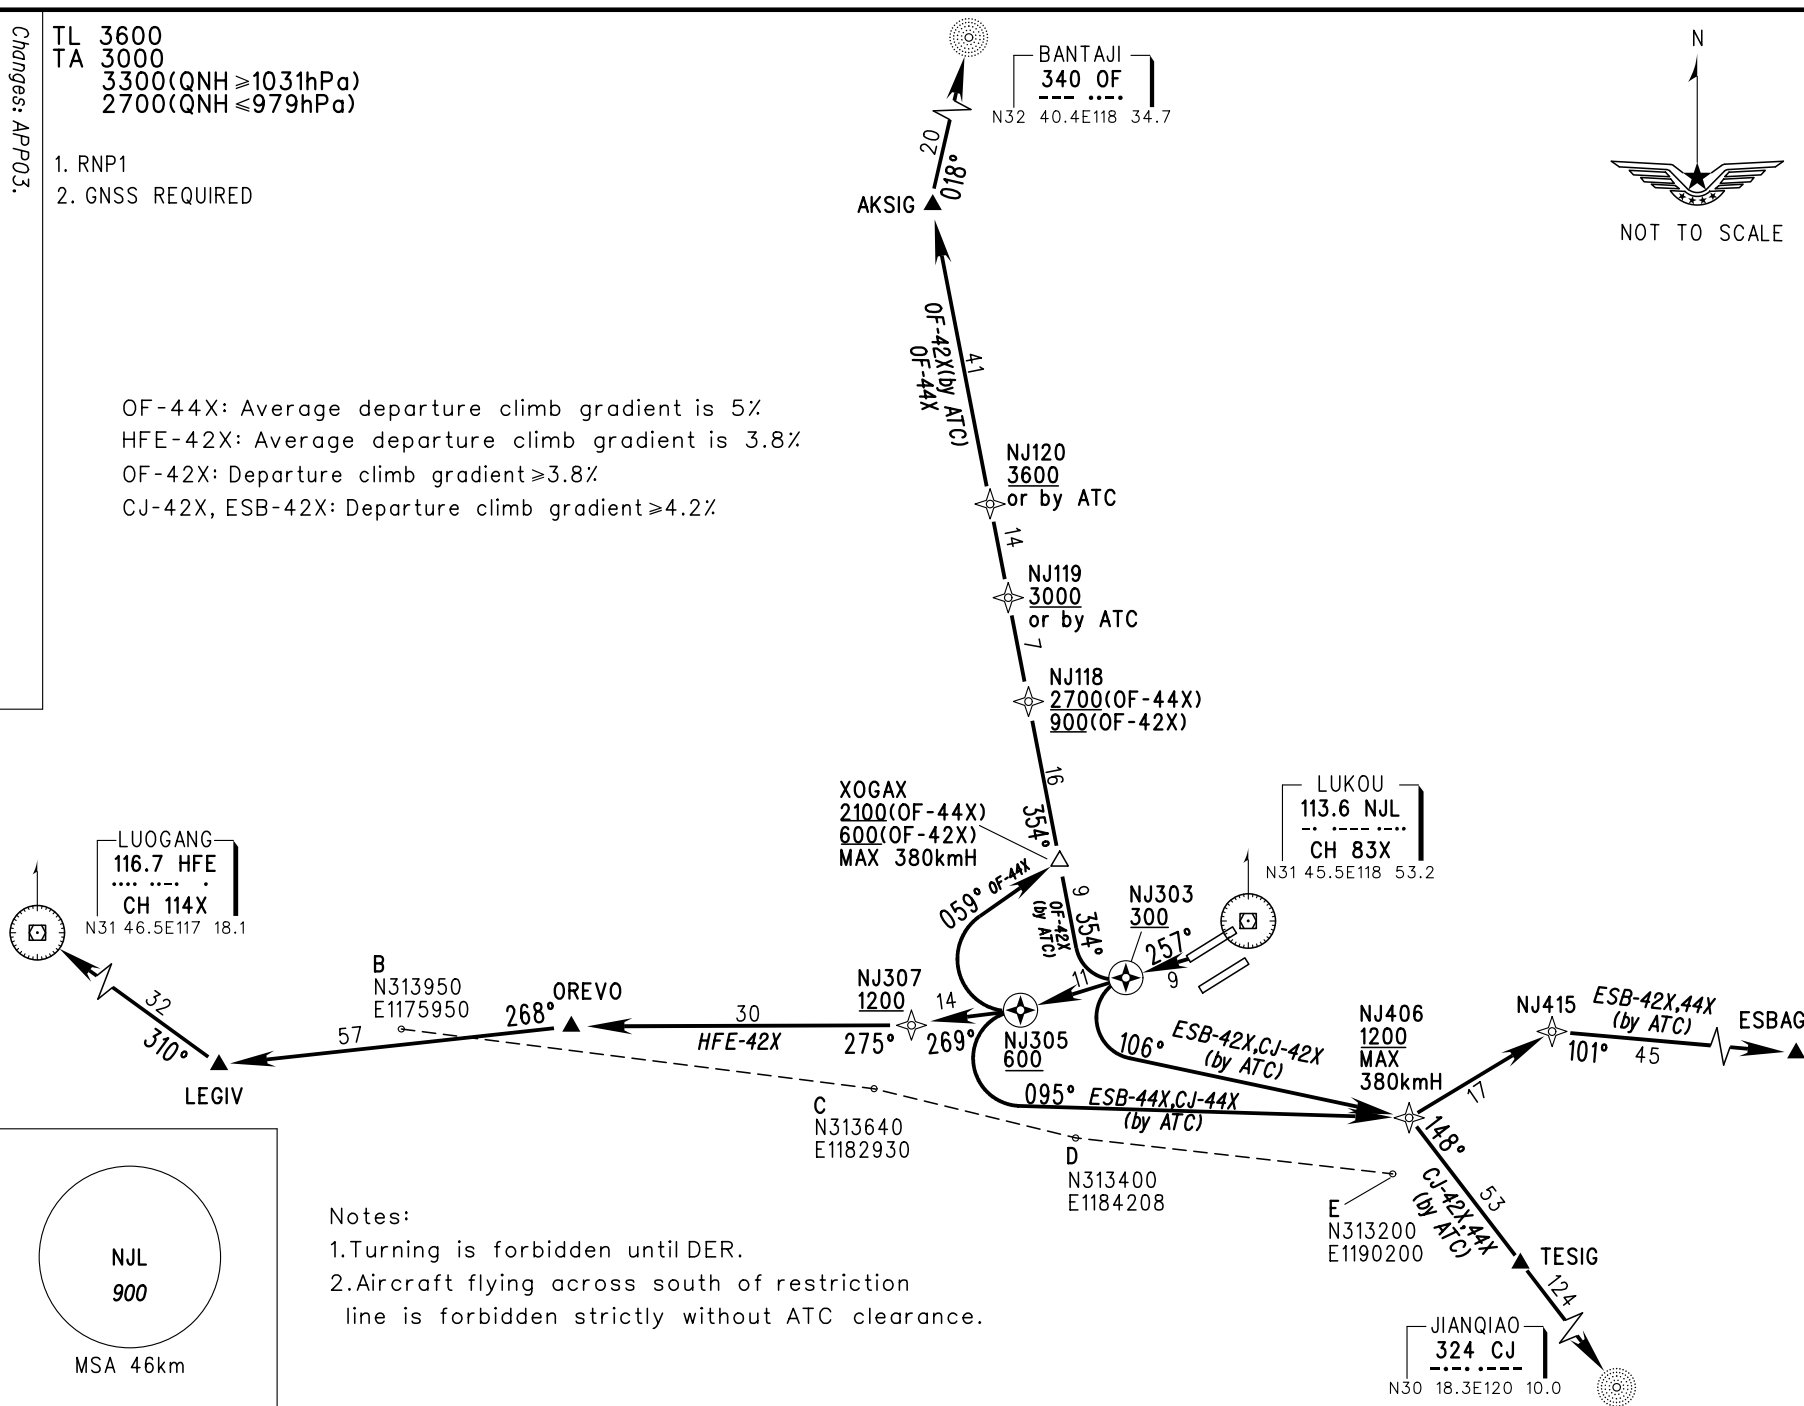 Changes: APP03.
TL 3600
TA 3000
3300(QNH≥1031hPa)
2700(QNH≤979hPa)
1. RNP1
2. GNSS REQUIRED
BANTAJI
340 OF
N32 40.4E118 34.7
N
NOT TO SCALE
20
018°
AKSIG
OF-42X(by ATC)
OF-44X
41
OF-44X: Average departure climb gradient is 5%
HFE-42X: Average departure climb gradient is 3.8%
OF-42X: Departure climb gradient≥3.8%
CJ-42X, ESB-42X: Departure climb gradient≥4.2%
NJ120
3600
or by ATC
14
NJ119
3000
or by ATC
7
NJ118
2700(OF-44X)
900(OF-42X)
16
354°
XOGAX
2100(OF-44X)
600(OF-42X)
MAX 380kmH
LUKOU
113.6 NJL
CH 83X
N31 45.5E118 53.2
LUOGANG
116.7 HFE
CH 114X
N31 46.5E117 18.1
059° OF-44X
9
354°
OF-42X
(by ATC)
NJ303
300
257°
9
11
32
310°
LEGIV
57
B
N313950
E1175950
268°
OREVO
30
HFE-42X
275°
NJ307
1200
14
269°
NJ305
600
106°
ESB-42X,CJ-42X
(by ATC)
095°
ESB-44X,CJ-44X
(by ATC)
NJ406
1200
MAX
380kmH
17
NJ415
ESB-42X,44X
(by ATC)
101°
45
ESBAG
C
N313640
E1182930
D
N313400
E1184208
E
N313200
E1190200
148°
53
CJ-42X,44X
(by ATC)
TESIG
124
JIANQIAO
324 CJ
N30 18.3E120 10.0
NJL
900
MSA 46km
Notes:
1.Turning is forbidden until DER.
2.Aircraft flying across south of restriction
line is forbidden strictly without ATC clearance.